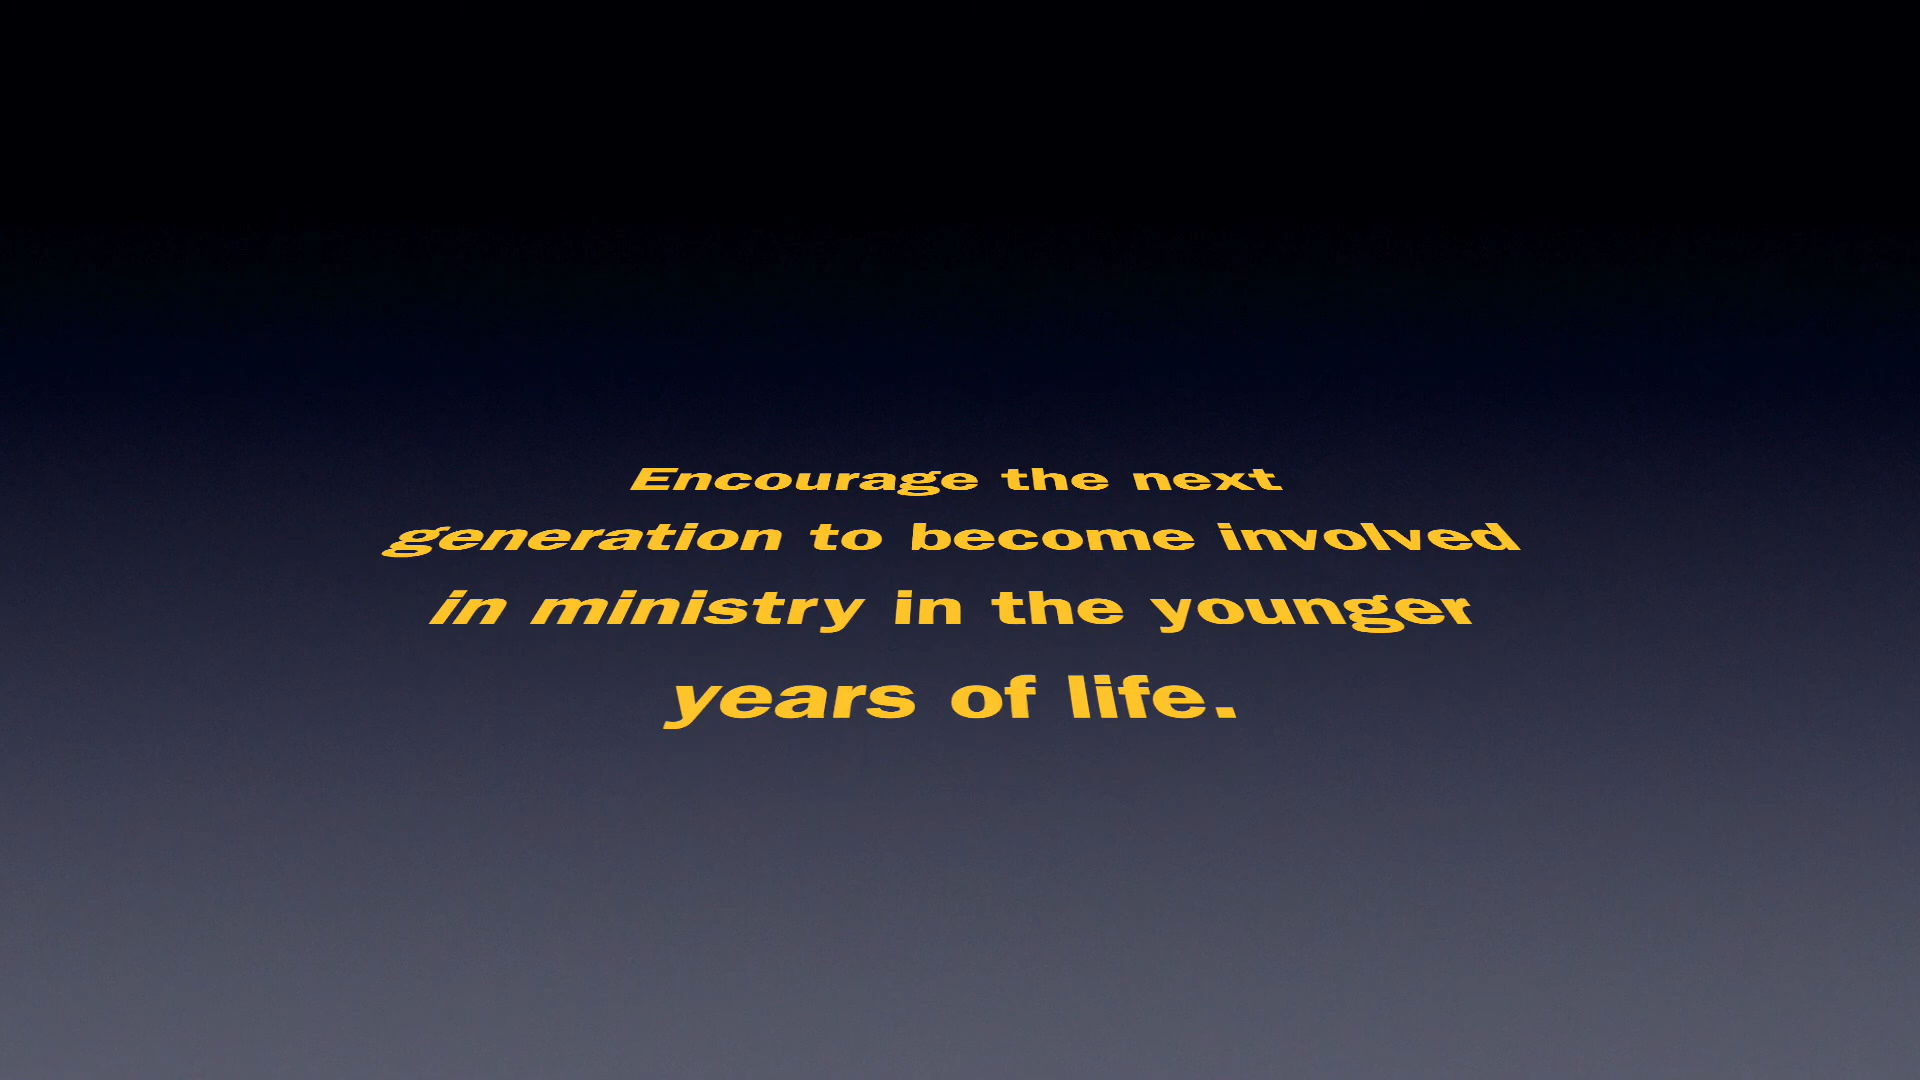 Encourage the next
generation to become involved
in ministry in the younger
years of life.